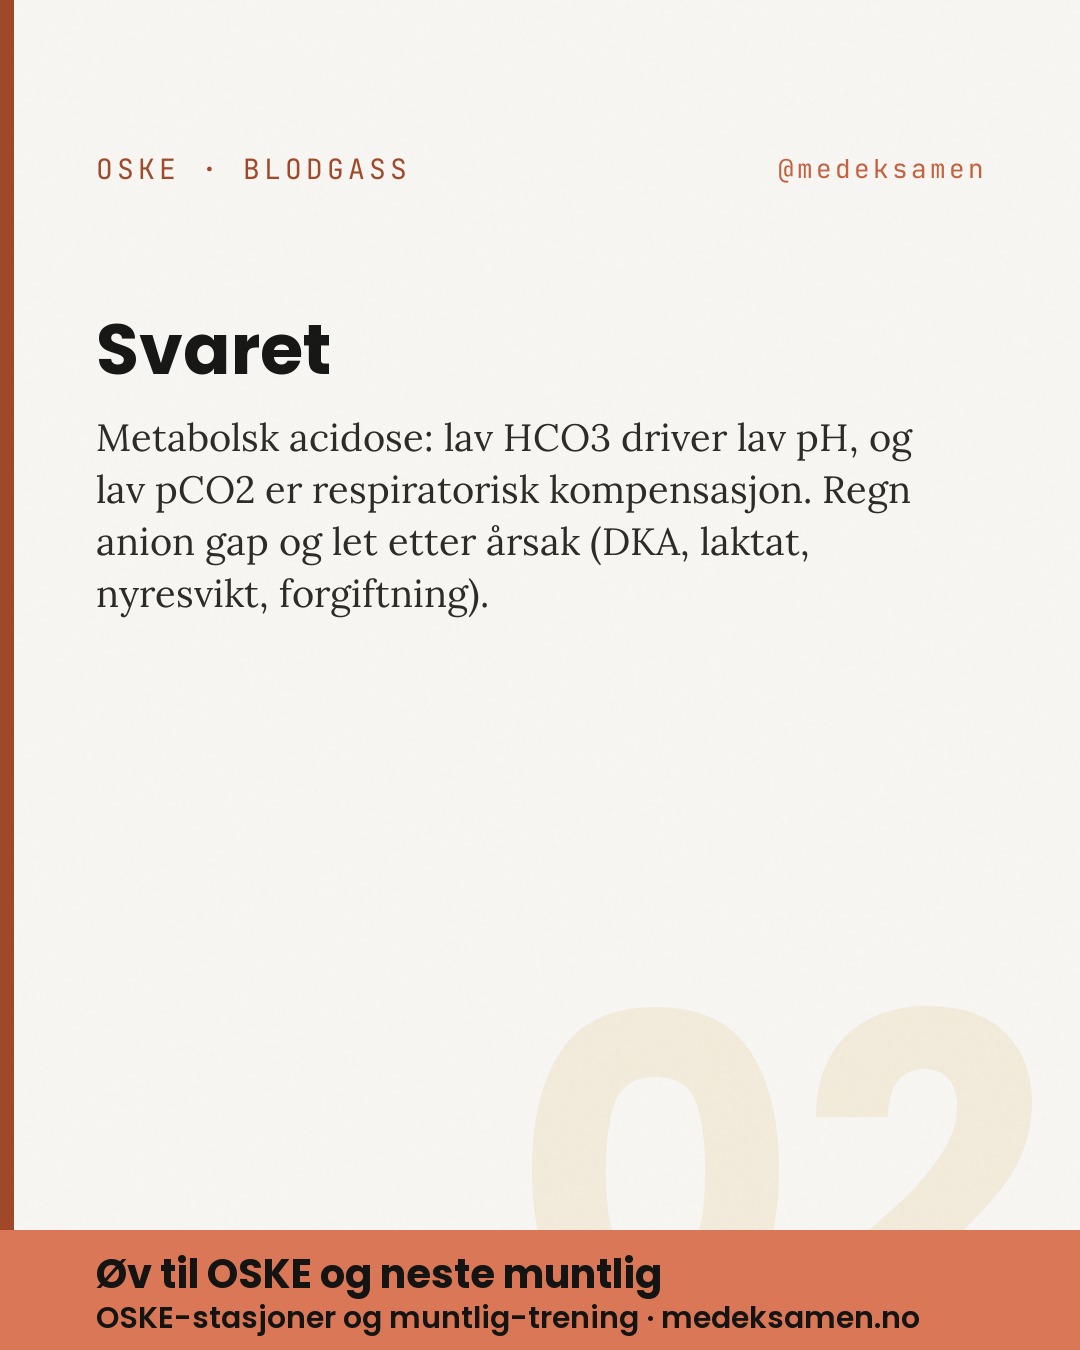 OSKE · BLODGASS
@medeksamen
Svaret
Metabolsk acidose: lav HCO3 driver lav pH, og
lav pCO2 er respiratorisk kompensasjon. Regn
anion gap og let etter årsak (DKA, laktat,
nyresvikt, forgiftning).
02
Øv til OSKE og neste muntlig
OSKE-stasjoner og muntlig-trening · medeksamen.no